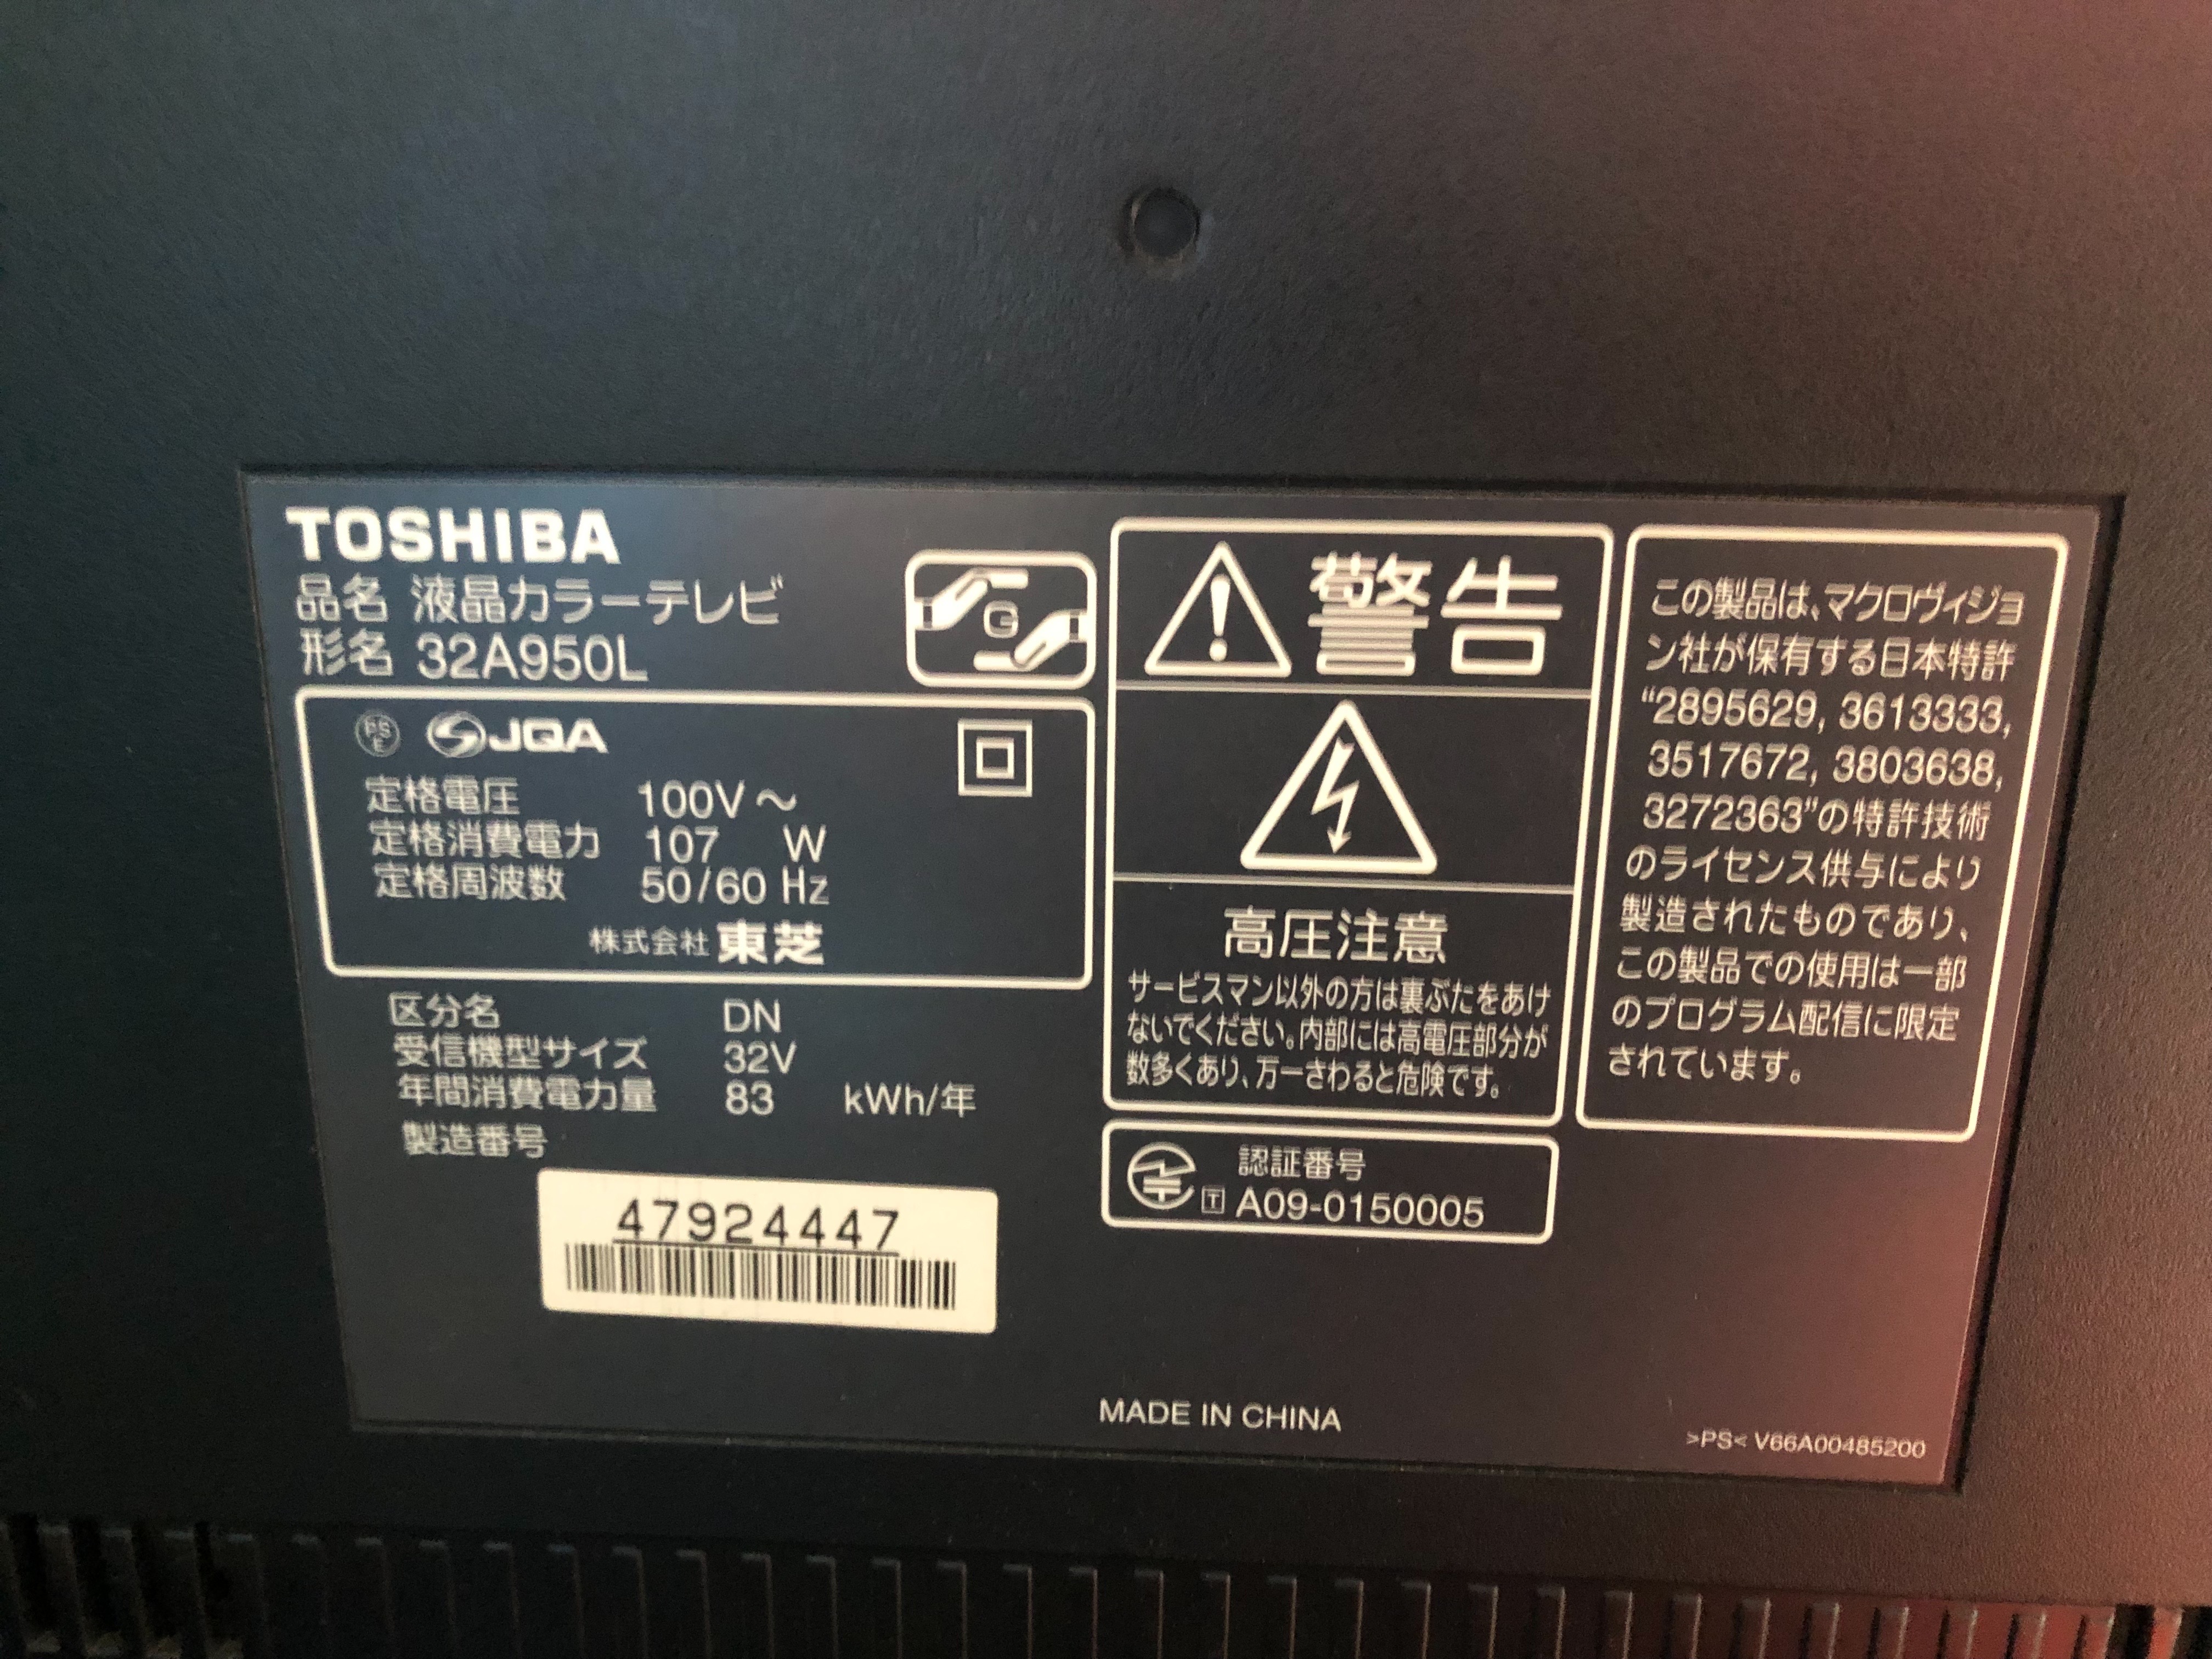 TOSHIBA
品名 液晶カラーテレビ
形名 32A950L
G
PS
E
JQA
定格電圧 100V～
定格消費電力 107 W
定格周波数 50/60 Hz
株式会社 東芝
区分名 DN
受信機型サイズ 32V
年間消費電力量 83 kWh/年
製造番号
47924447
警告
高圧注意
サービスマン以外の方は裏ぶたをあけ
ないでください。内部には高電圧部分が
数多くあり、万一さわると危険です。
認証番号
T A09-0150005
この製品は、マクロヴィジョ
ン社が保有する日本特許
“2895629, 3613333,
3517672, 3803638,
3272363”の特許技術
のライセンス供与により
製造されたものであり、
この製品での使用は一部
のプログラム配信に限定
されています。
MADE IN CHINA
>PS< V66A00485200